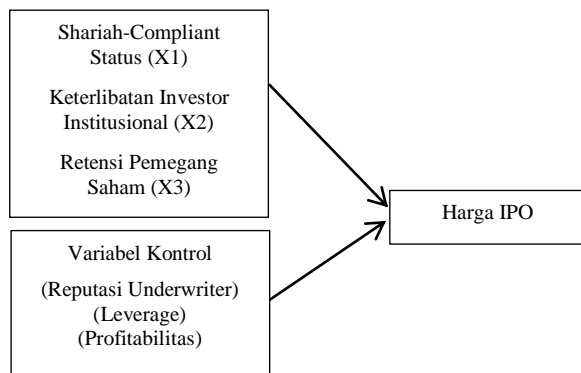 Shariah-Compliant
Status (X1)
Keterlibatan Investor
Institusional (X2)
Retensi Pemegang
Saham (X3)
Harga IPO
Variabel Kontrol
(Reputasi Underwriter)
(Leverage)
(Profitabilitas)